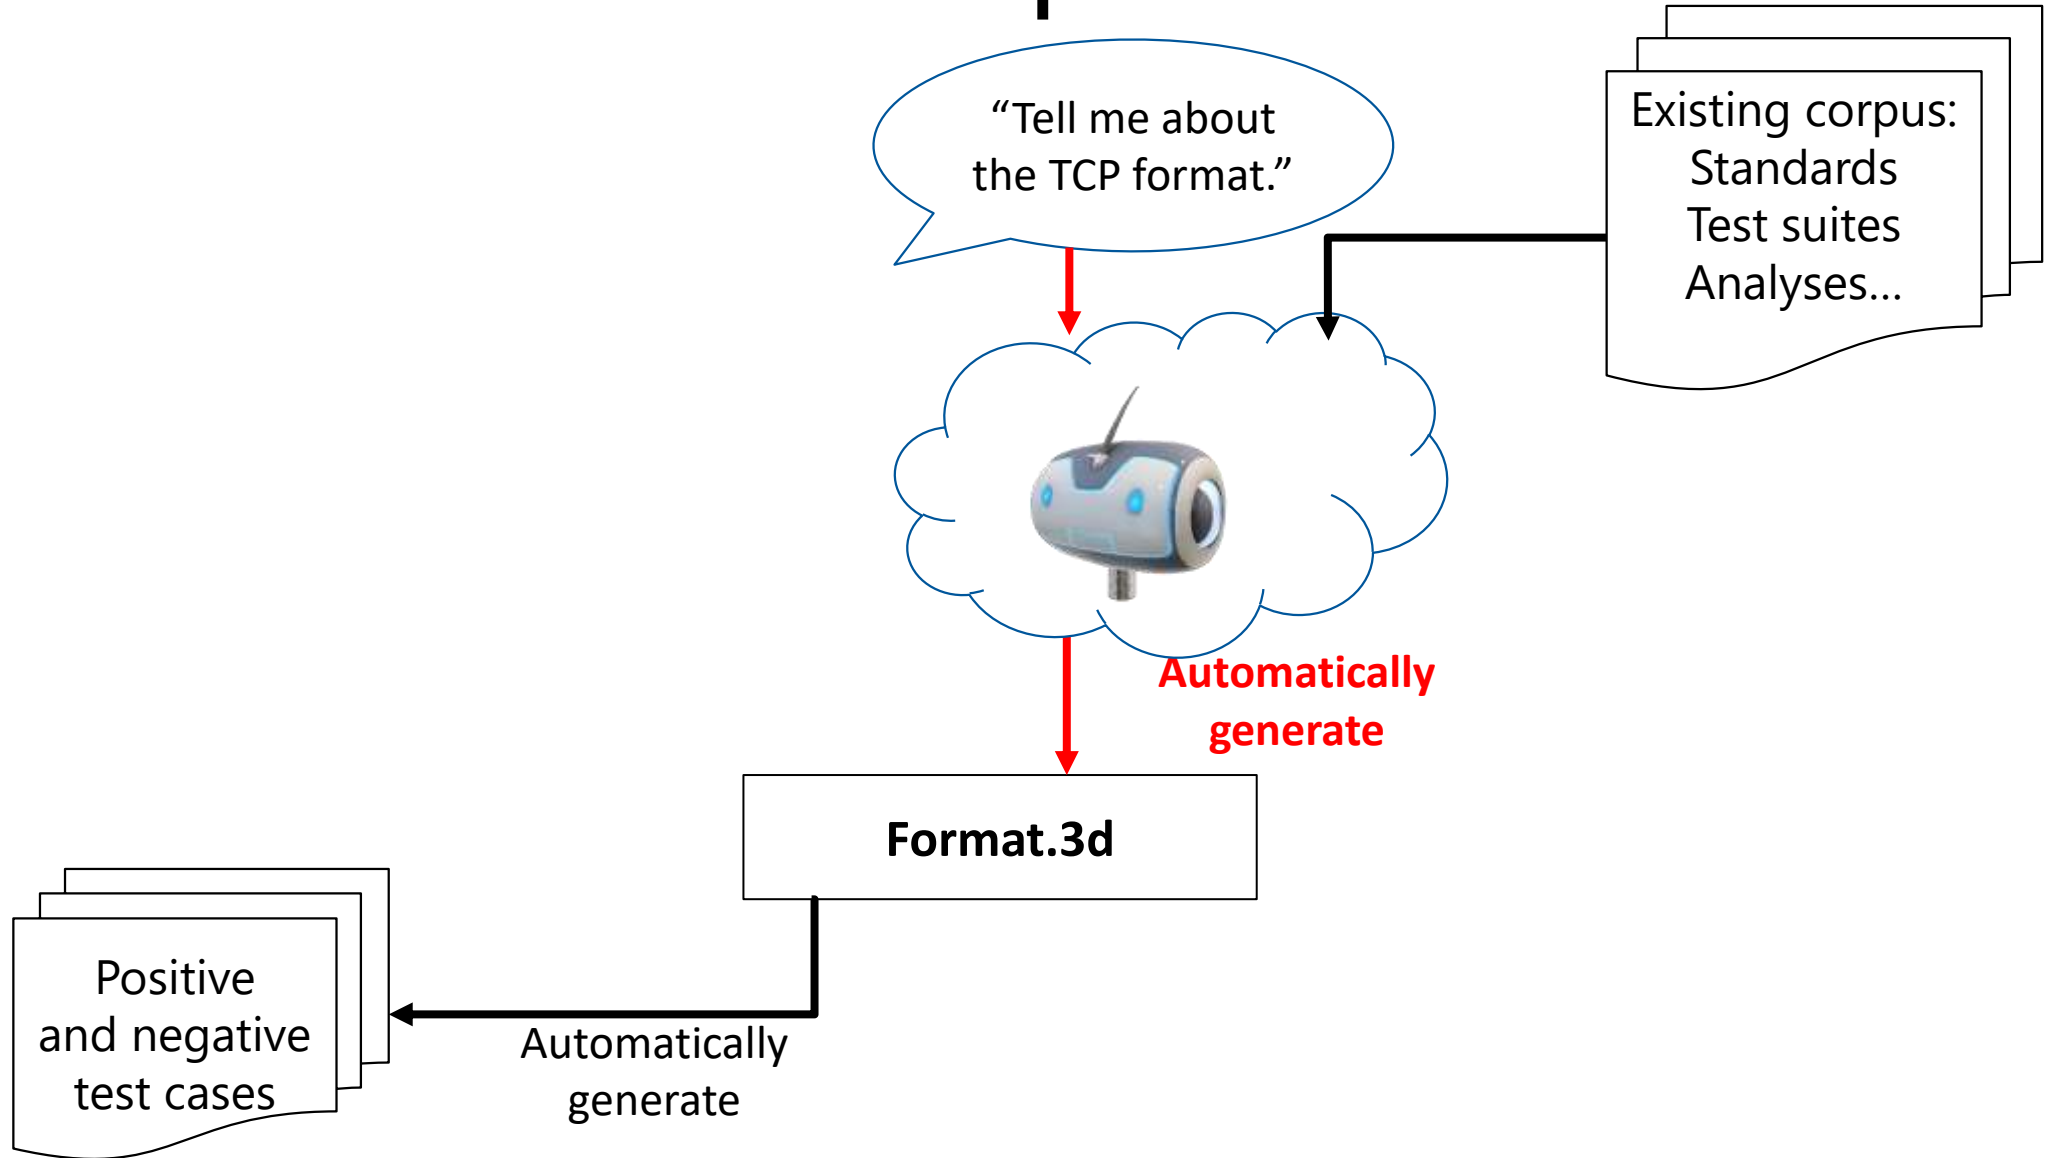 “Tell me about
the TCP format.”
Existing corpus:
Standards
Test suites
Analyses...
Automatically
generate
Format.3d
Positive
and negative
test cases
Automatically
generate